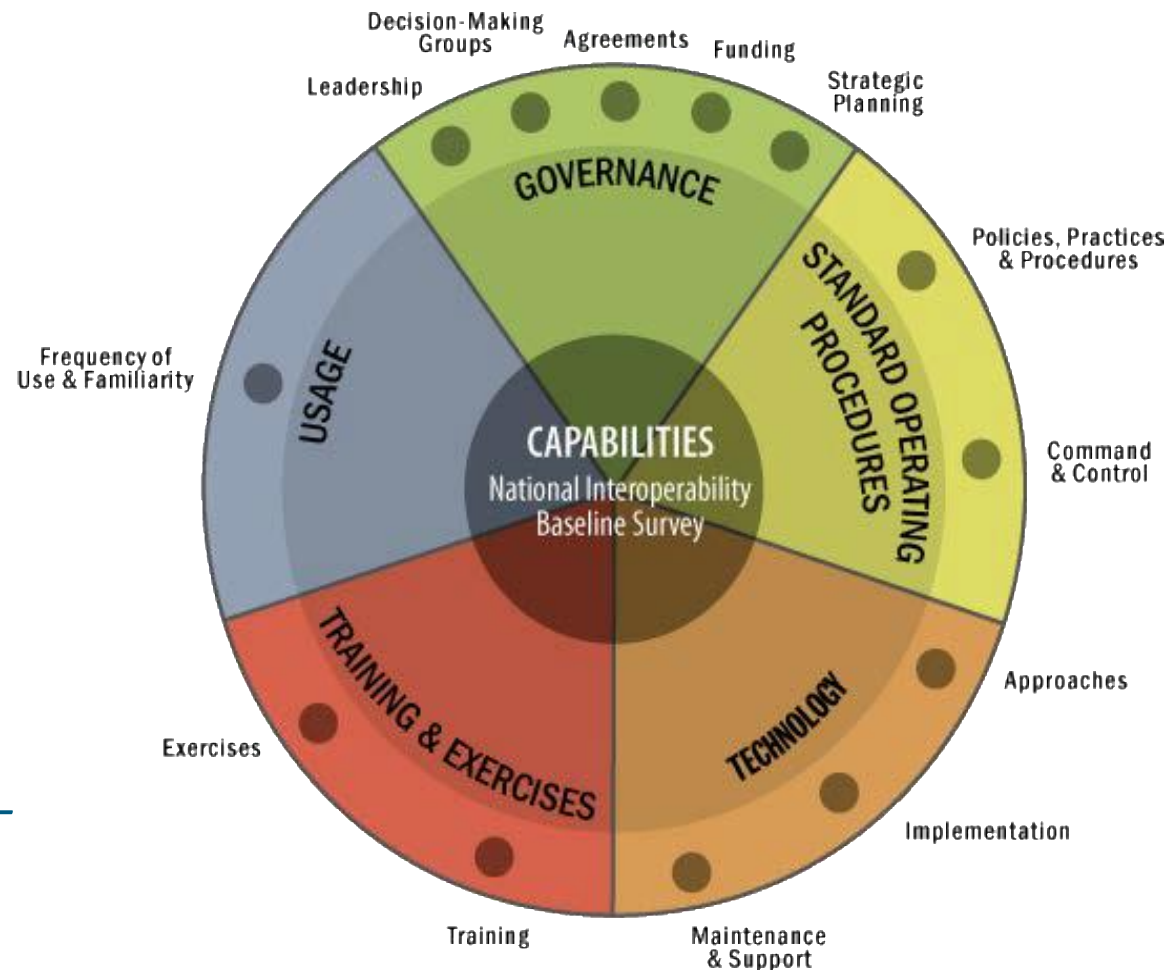 Decision-Making
Groups
Agreements
Funding
Leadership
Strategic
Planning
GOVERNANCE
Policies, Practices
& Procedures
STANDARD OPERATING
PROCEDURES
Frequency of
Use & Familiarity
USAGE
CAPABILITIES
National Interoperability
Baseline Survey
Command
& Control
Approaches
TECHNOLOGY
TRAINING & EXERCISES
Exercises
Implementation
Training
Maintenance
& Support